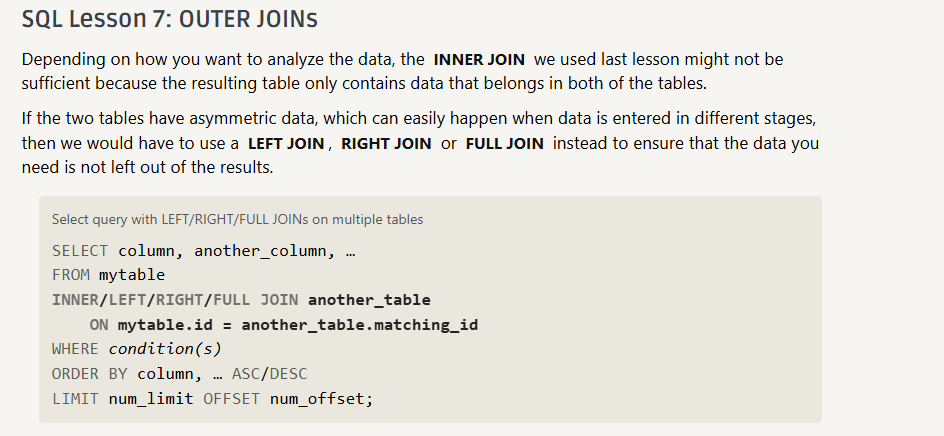 SQL Lesson 7: OUTER JOINs
Depending on how you want to analyze the data, the INNER JOIN we used last lesson might not be
sufficient because the resulting table only contains data that belongs in both of the tables.
If the two tables have asymmetric data, which can easily happen when data is entered in different stages,
then we would have to use a LEFT JOIN, RIGHT JOIN or FULL JOIN instead to ensure that the data you
need is not left out of the results.
Select query with LEFT/RIGHT/FULL JOINs on multiple tables
SELECT column, another_column, …
FROM mytable
INNER/LEFT/RIGHT/FULL JOIN another_table
    ON mytable.id = another_table.matching_id
WHERE condition(s)
ORDER BY column, … ASC/DESC
LIMIT num_limit OFFSET num_offset;